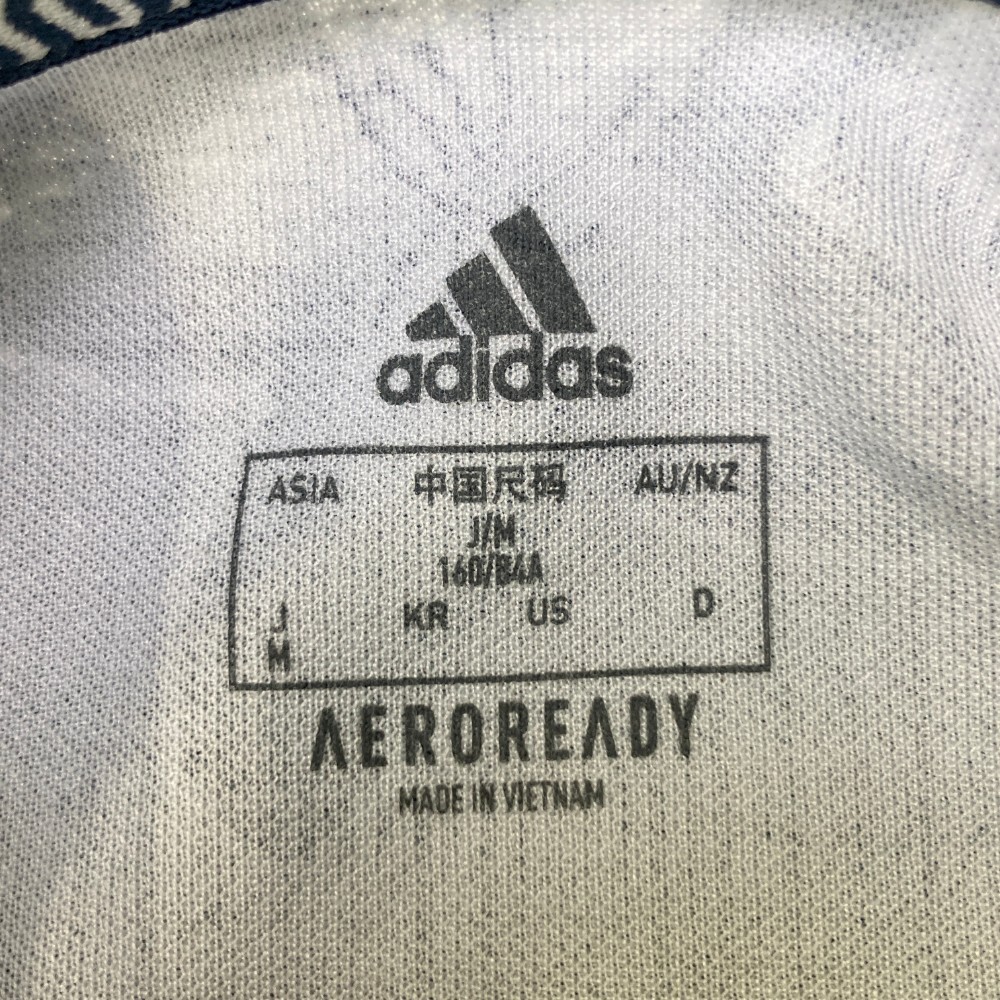 adidas
ASIA 中国尺码 AU/NZ
J/M
160/84A
J KR US D
M
AEROREADY
MADE IN VIETNAM